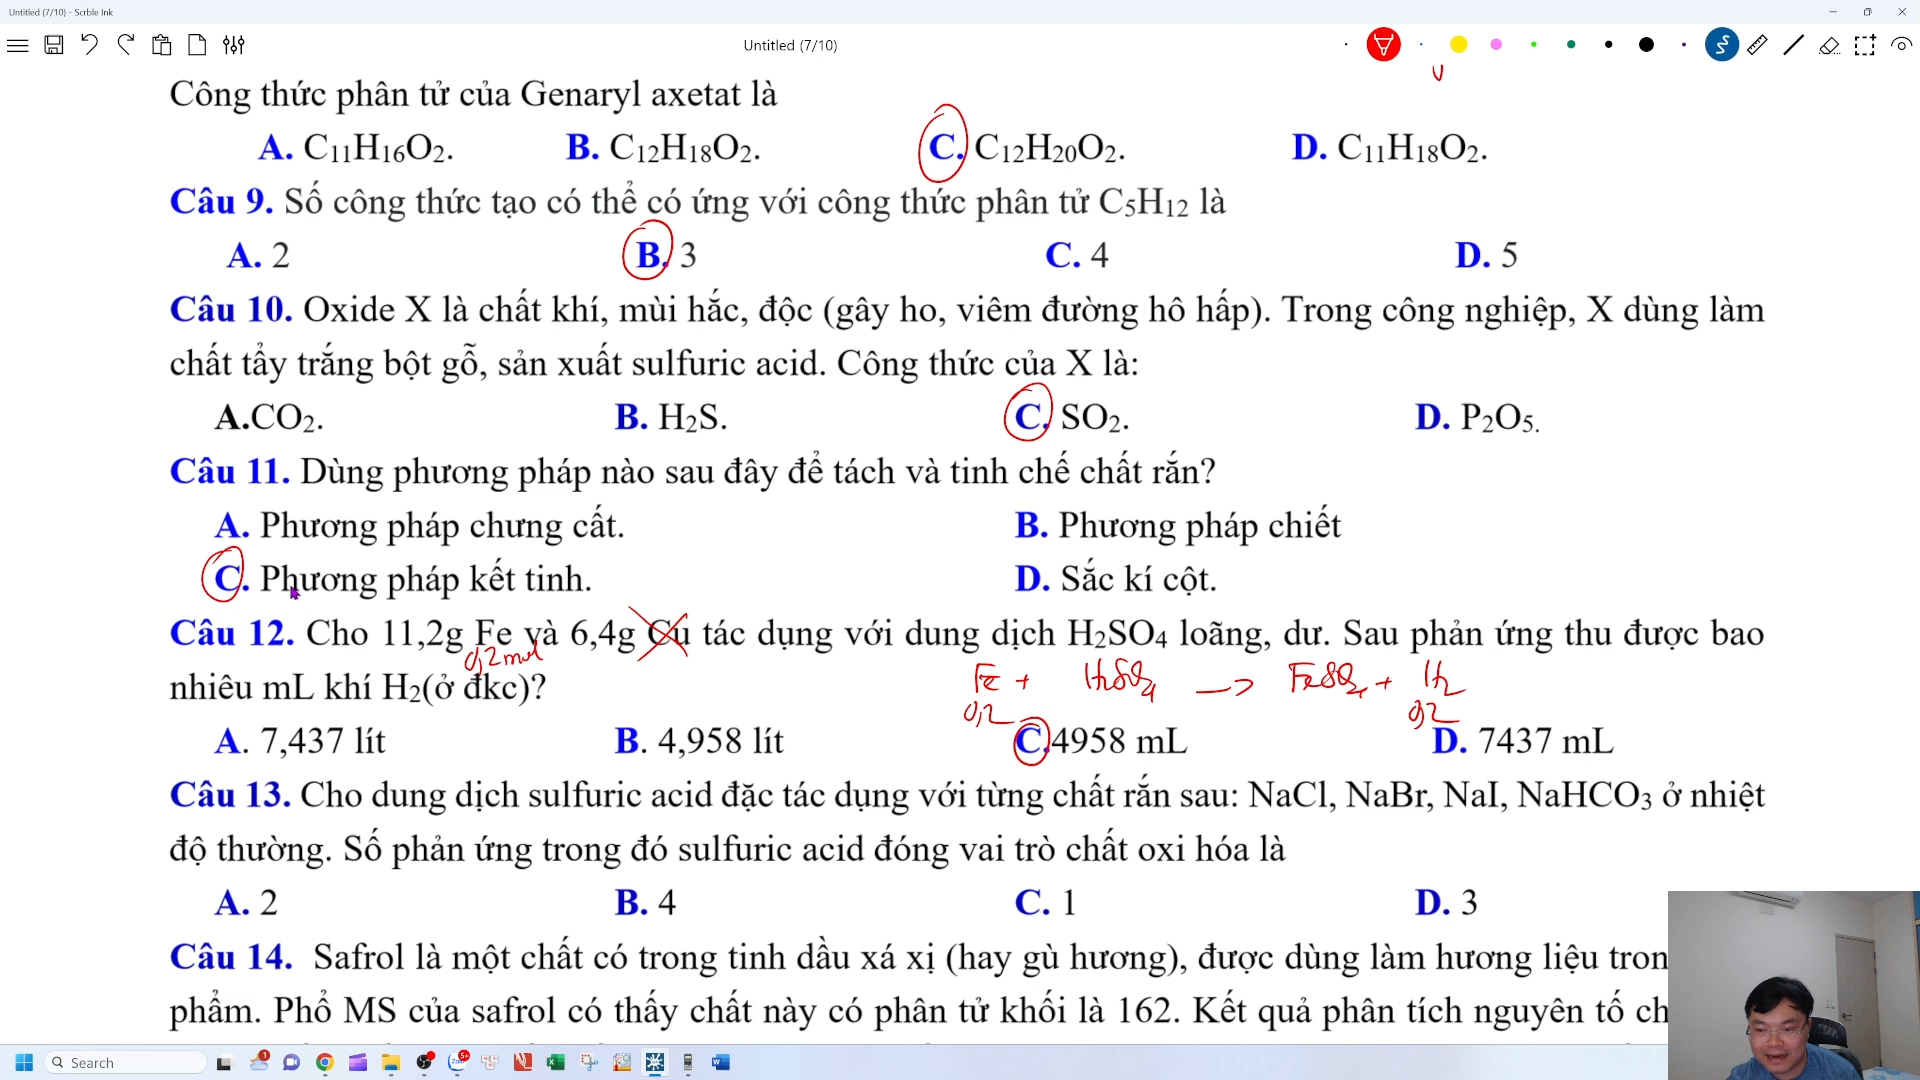 Untitled (7/10) - Scrble Ink
Untitled (7/10)
Công thức phân tử của Genaryl axetat là
A. C11H16O2. B. C12H18O2. C. C12H20O2. D. C11H18O2.
Câu 9. Số công thức tạo có thể có ứng với công thức phân tử C5H12 là
A. 2 B. 3 C. 4 D. 5
Câu 10. Oxide X là chất khí, mùi hắc, độc (gây ho, viêm đường hô hấp). Trong công nghiệp, X dùng làm
chất tẩy trắng bột gỗ, sản xuất sulfuric acid. Công thức của X là:
A.CO2. B. H2S. C. SO2. D. P2O5.
Câu 11. Dùng phương pháp nào sau đây để tách và tinh chế chất rắn?
A. Phương pháp chưng cất. B. Phương pháp chiết
C. Phương pháp kết tinh. D. Sắc kí cột.
Câu 12. Cho 11,2g Fe và 6,4g Cu tác dụng với dung dịch H2SO4 loãng, dư. Sau phản ứng thu được bao
0,2 mol
Fe + H2SO4 -> FeSO4 + H2
nhiêu mL khí H2(ở đkc)?
0,2 0,2
A. 7,437 lít B. 4,958 lít C.4958 mL D. 7437 mL
Câu 13. Cho dung dịch sulfuric acid đặc tác dụng với từng chất rắn sau: NaCl, NaBr, NaI, NaHCO3 ở nhiệt
độ thường. Số phản ứng trong đó sulfuric acid đóng vai trò chất oxi hóa là
A. 2 B. 4 C. 1 D. 3
Câu 14. Safrol là một chất có trong tinh dầu xá xị (hay gù hương), được dùng làm hương liệu tron
phẩm. Phổ MS của safrol có thấy chất này có phân tử khối là 162. Kết quả phân tích nguyên tố ch
Search